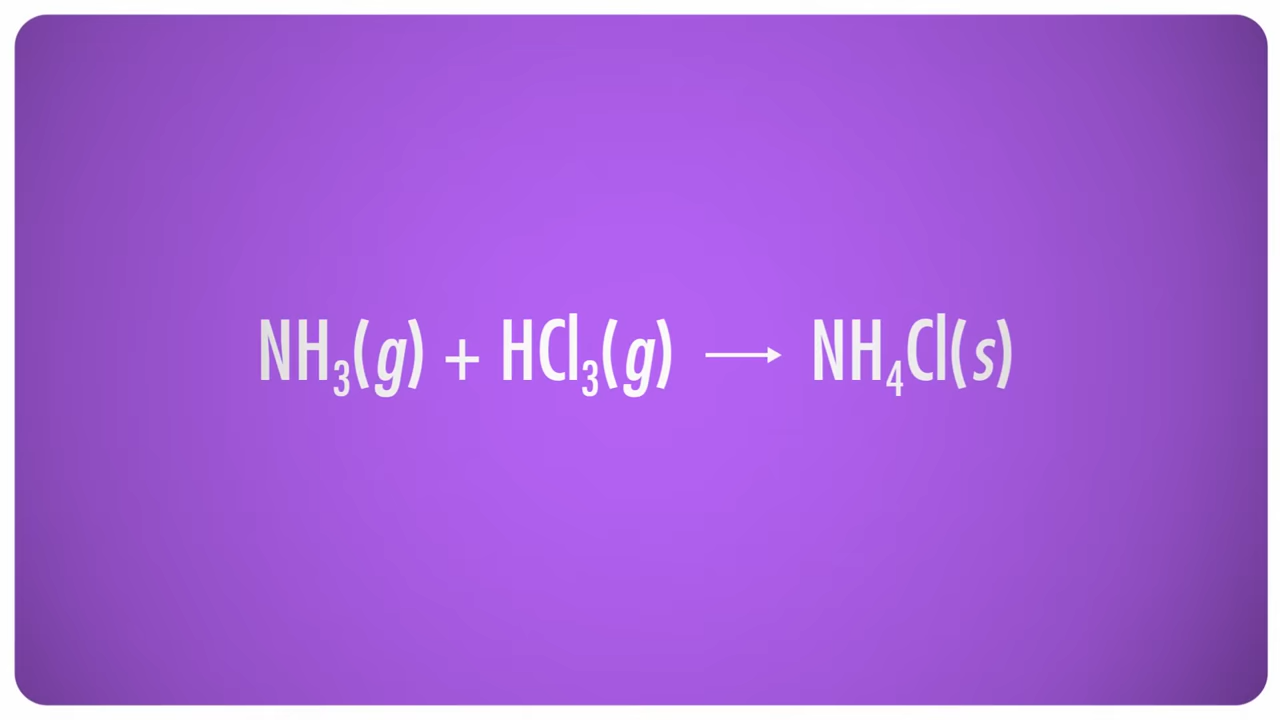 NH₃(g) + HCl₃(g) ⟶ NH₄Cl(s)